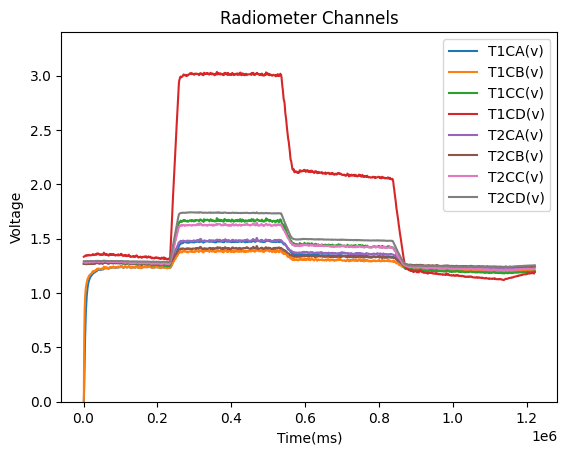 Radiometer Channels
Voltage
3.0
2.5
2.0
1.5
1.0
0.5
0.0
T1CA(v)
T1CB(v)
T1CC(v)
T1CD(v)
T2CA(v)
T2CB(v)
T2CC(v)
T2CD(v)
0.0 0.2 0.4 0.6 0.8 1.0 1.2
1e6
Time(ms)